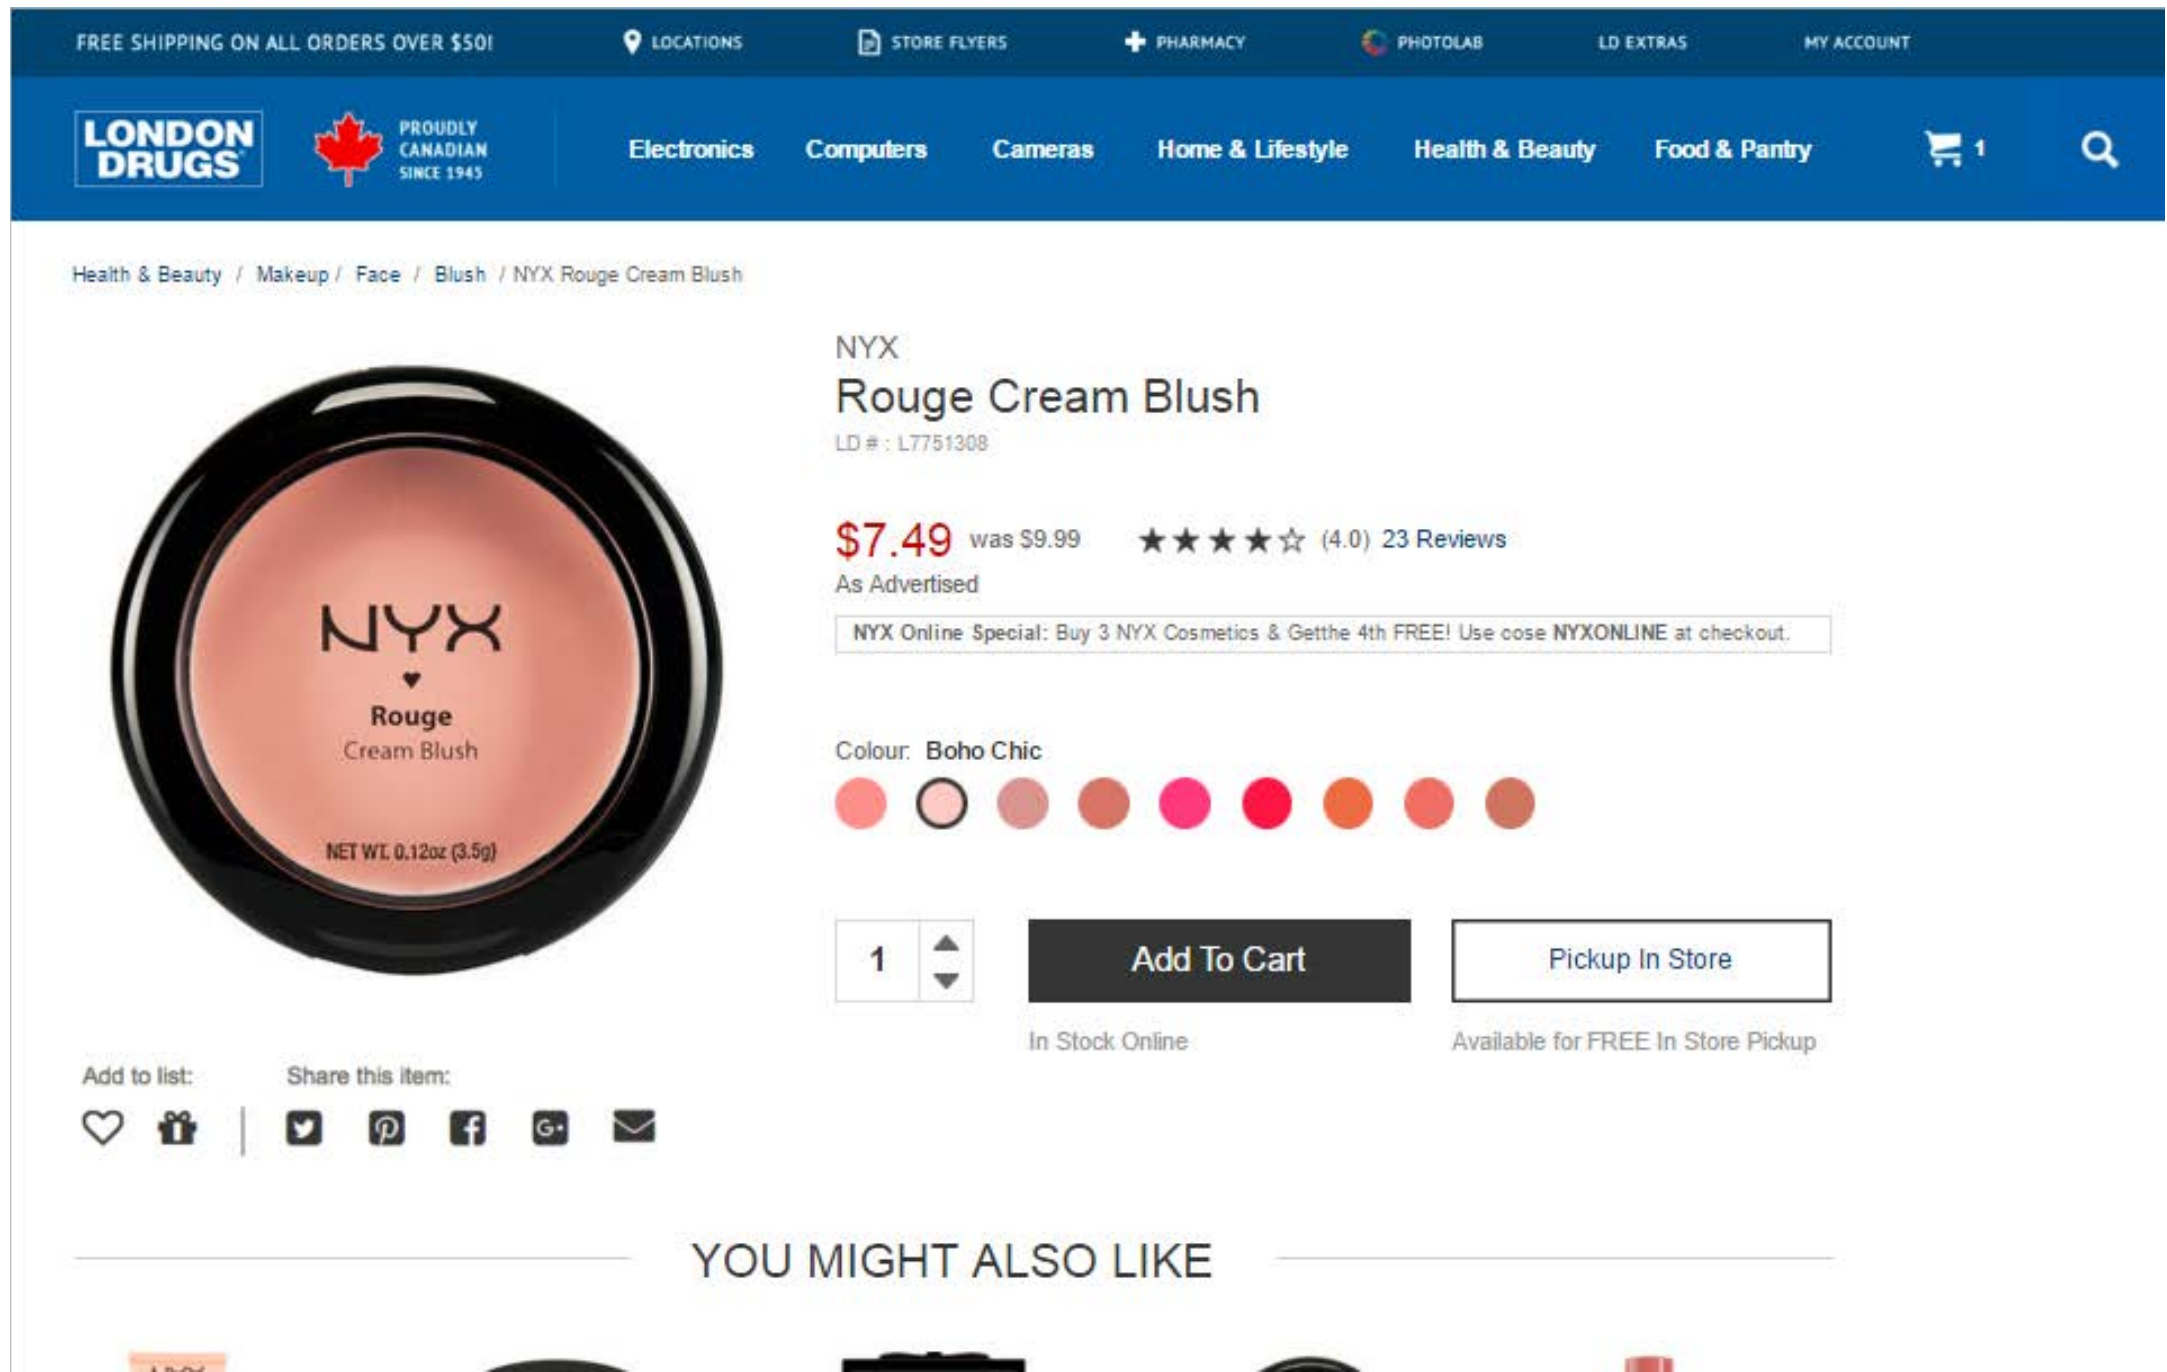 FREE SHIPPING ON ALL ORDERS OVER $50!
LOCATIONS
STORE FLYERS
PHARMACY
PHOTOLAB
LD EXTRAS
MY ACCOUNT
LONDON
DRUGS
PROUDLY
CANADIAN
SINCE 1945
Electronics
Computers
Cameras
Home & Lifestyle
Health & Beauty
Food & Pantry
1
Health & Beauty / Makeup / Face / Blush / NYX Rouge Cream Blush
NYX
Rouge
Cream Blush
NET WT. 0.12oz (3.5g)
NYX
Rouge Cream Blush
LD # : L7751308
$7.49 was $9.99 (4.0) 23 Reviews
As Advertised
NYX Online Special: Buy 3 NYX Cosmetics & Getthe 4th FREE! Use cose NYXONLINE at checkout.
Colour: Boho Chic
1
Add To Cart
Pickup In Store
In Stock Online
Available for FREE In Store Pickup
Add to list:
Share this item:
G+
YOU MIGHT ALSO LIKE